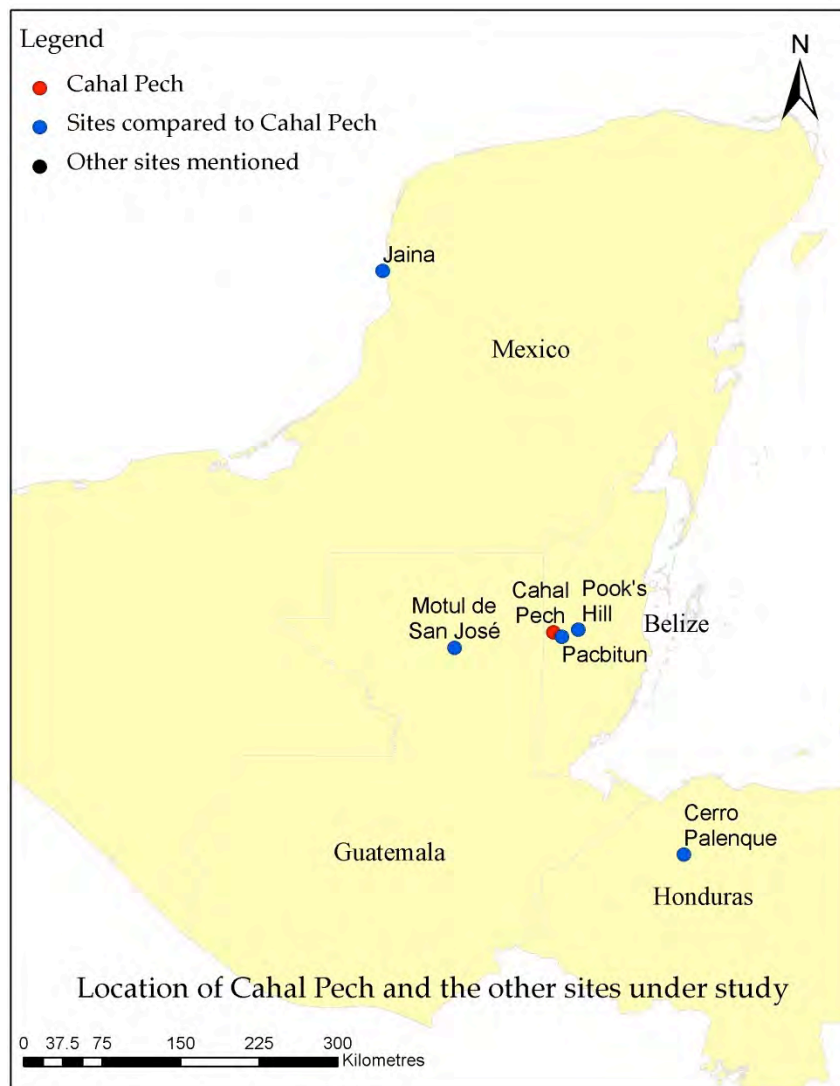 Legend
Cahal Pech
Sites compared to Cahal Pech
Other sites mentioned
N
Jaina
Mexico
Motul de
San José
Cahal
Pech
Pook's
Hill
Pacbitun
Belize
Cerro
Palenque
Guatemala
Honduras
Location of Cahal Pech and the other sites under study
0 37.5 75 150 225 300
Kilometres